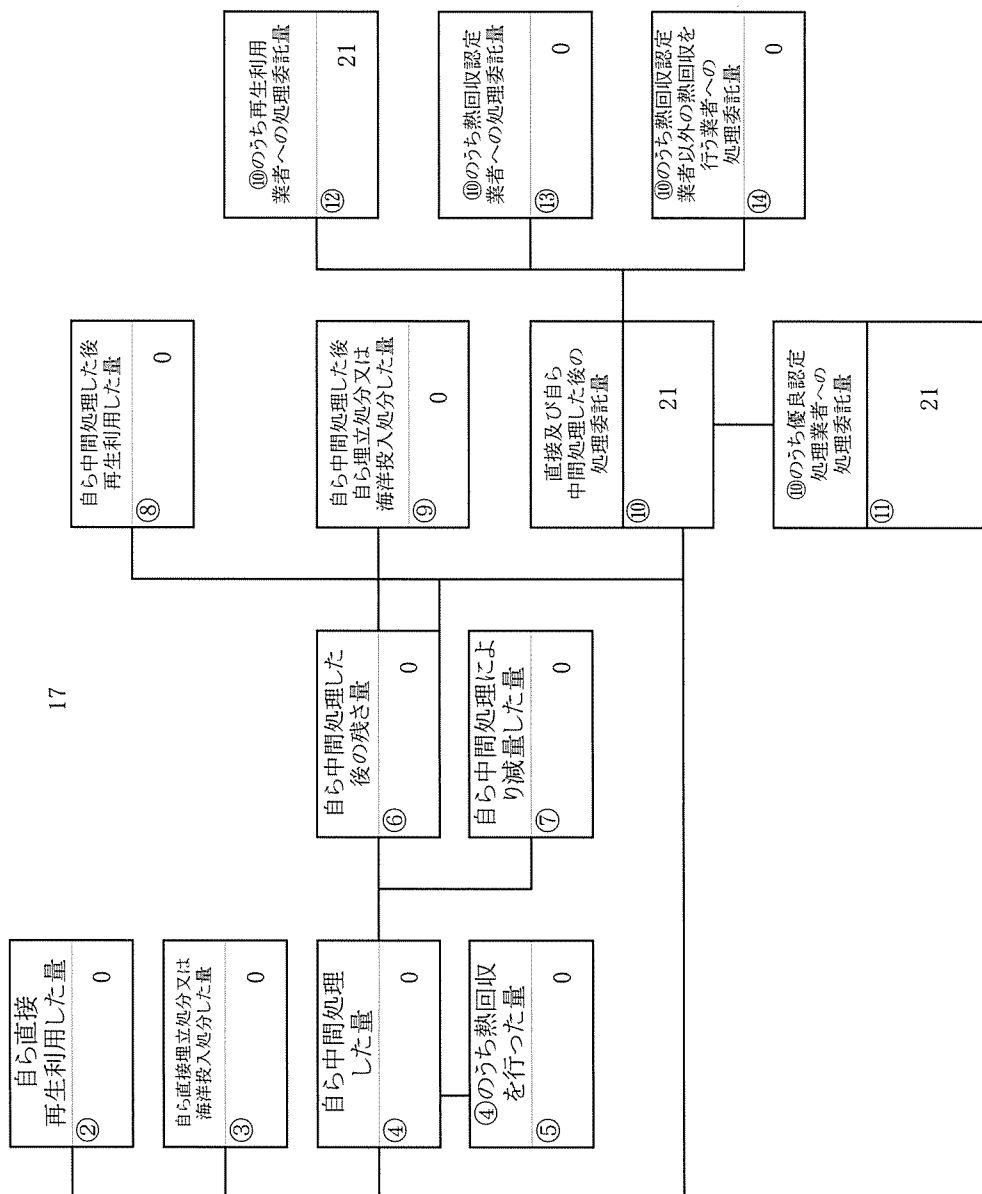 17
自ら直接
再生利用した量
②
0
自ら直接埋立処分又は
海洋投入処分した量
③
0
自ら中間処理
した量
④
0
④のうち熱回収
を行った量
⑤
0
自ら中間処理した
後の残さ量
⑥
0
自ら中間処理によ
り減量した量
⑦
0
自ら中間処理した後
再生利用した量
⑧
0
自ら中間処理した後
自ら埋立処分又は
海洋投入処分した量
⑨
0
直接及び自ら
中間処理した後の
処理委託量
⑩
21
⑩のうち優良認定
処理業者への
処理委託量
⑪
21
⑩のうち再生利用
業者への処理委託量
⑫
21
⑩のうち熱回収認定
業者への処理委託量
⑬
0
⑩のうち熱回収認定
業者以外の熱回収を
行う業者への
処理委託量
⑭
0